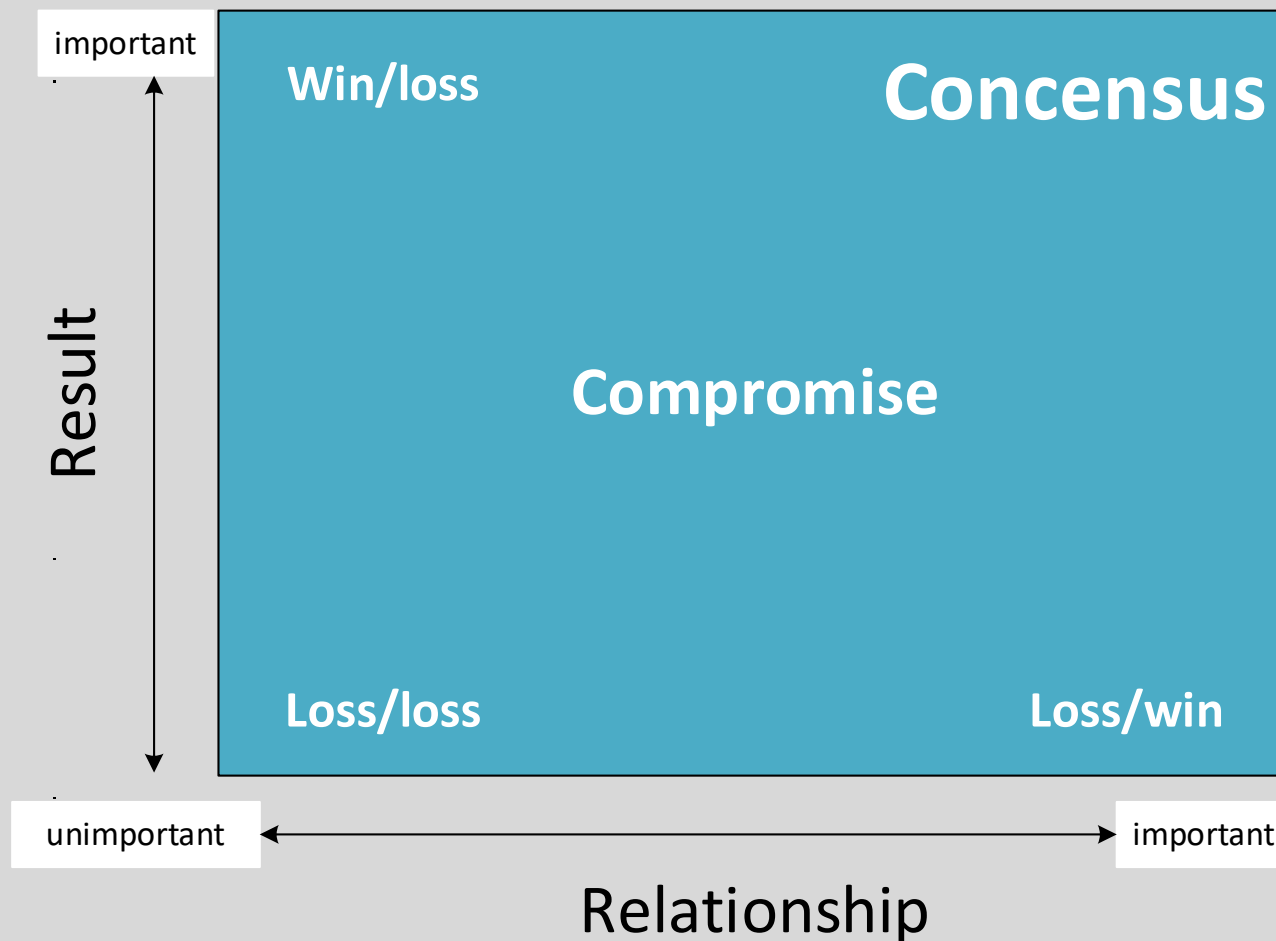 important
Win/loss
Concensus
Result
Compromise
Loss/loss
Loss/win
unimportant
important
Relationship